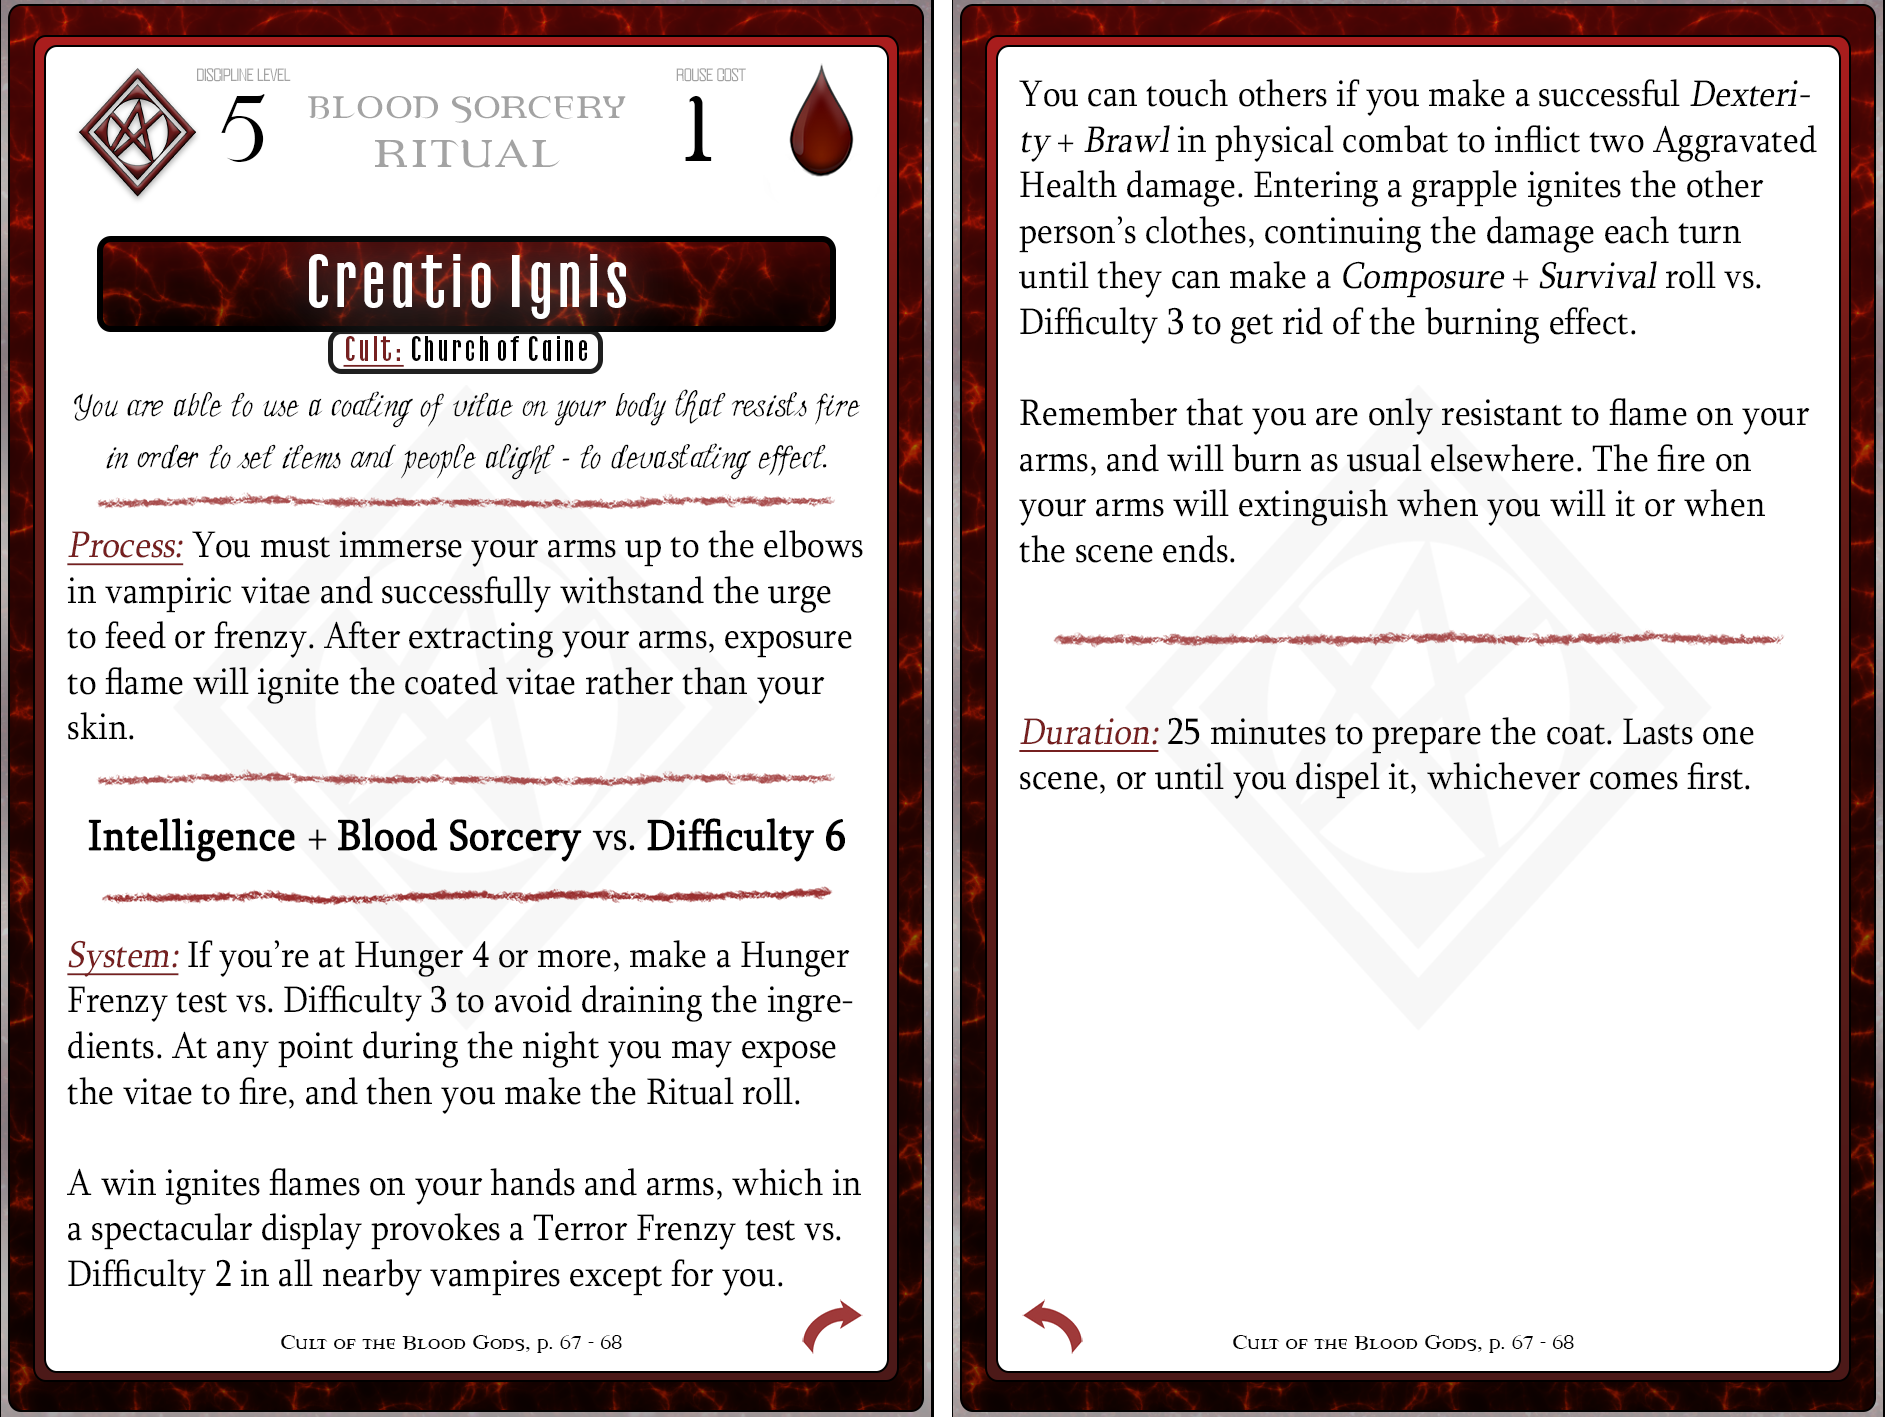 DISCIPLINE LEVEL
5
BLOOD SORCERY
RITUAL
ROUSE COST
1
Creatio Ignis
Cult: Church of Caine
You are able to use a coating of vitae on your body that resists fire
in order to set items and people alight - to devastating effect.
Process: You must immerse your arms up to the elbows
in vampiric vitae and successfully withstand the urge
to feed or frenzy. After extracting your arms, exposure
to flame will ignite the coated vitae rather than your
skin.
Intelligence + Blood Sorcery vs. Difficulty 6
System: If you're at Hunger 4 or more, make a Hunger
Frenzy test vs. Difficulty 3 to avoid draining the ingre-
dients. At any point during the night you may expose
the vitae to fire, and then you make the Ritual roll.
A win ignites flames on your hands and arms, which in
a spectacular display provokes a Terror Frenzy test vs.
Difficulty 2 in all nearby vampires except for you.
Cult of the Blood Gods, p. 67 - 68
You can touch others if you make a successful Dexteri-
ty + Brawl in physical combat to inflict two Aggravated
Health damage. Entering a grapple ignites the other
person's clothes, continuing the damage each turn
until they can make a Composure + Survival roll vs.
Difficulty 3 to get rid of the burning effect.
Remember that you are only resistant to flame on your
arms, and will burn as usual elsewhere. The fire on
your arms will extinguish when you will it or when
the scene ends.
Duration: 25 minutes to prepare the coat. Lasts one
scene, or until you dispel it, whichever comes first.
Cult of the Blood Gods, p. 67 - 68